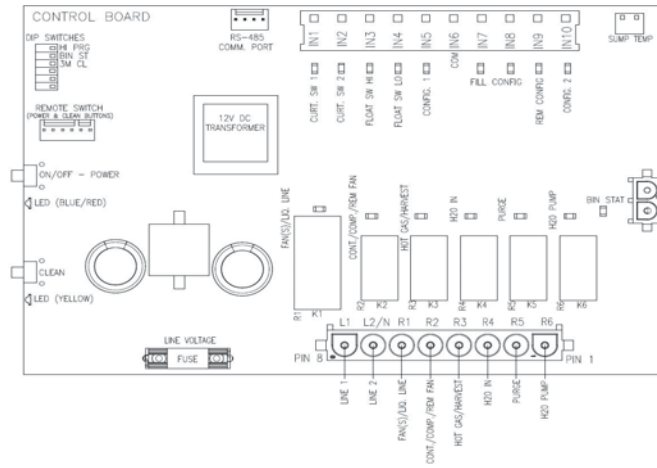 CONTROL BOARD
DIP SWITCHES
HI PRG
BIN ST
3M CL
RS-485
COMM. PORT
IN1
IN2
IN3
IN4
IN5
IN6
IN7
IN8
IN9
IN10
SUMP TEMP
CURT. SW 1
CURT. SW 2
FLOAT SW HI
FLOAT SW LO
CONFIG. 1
COM
FILL CONFIG
REM CONFIG
CONFIG. 2
REMOTE SWITCH
(POWER & CLEAN BUTTONS)
12V DC
TRANSFORMER
ON/OFF - POWER
LED (BLUE/RED)
CLEAN
LED (YELLOW)
FAN(S)/LIQ. LINE
CONT./COMP./REM FAN
HOT GAS/HARVEST
H20 IN
PURGE
H20 PUMP
BIN STAT
R1
K1
R2
K2
R3
K3
R4
K4
R5
K5
R6
K6
LINE VOLTAGE
FUSE
L1
L2/N
R1
R2
R3
R4
R5
R6
PIN 8
PIN 1
LINE 1
LINE 2
FAN(S)/LIQ. LINE
CONT./COMP./REM FAN
HOT GAS/HARVEST
H20 IN
PURGE
H20 PUMP